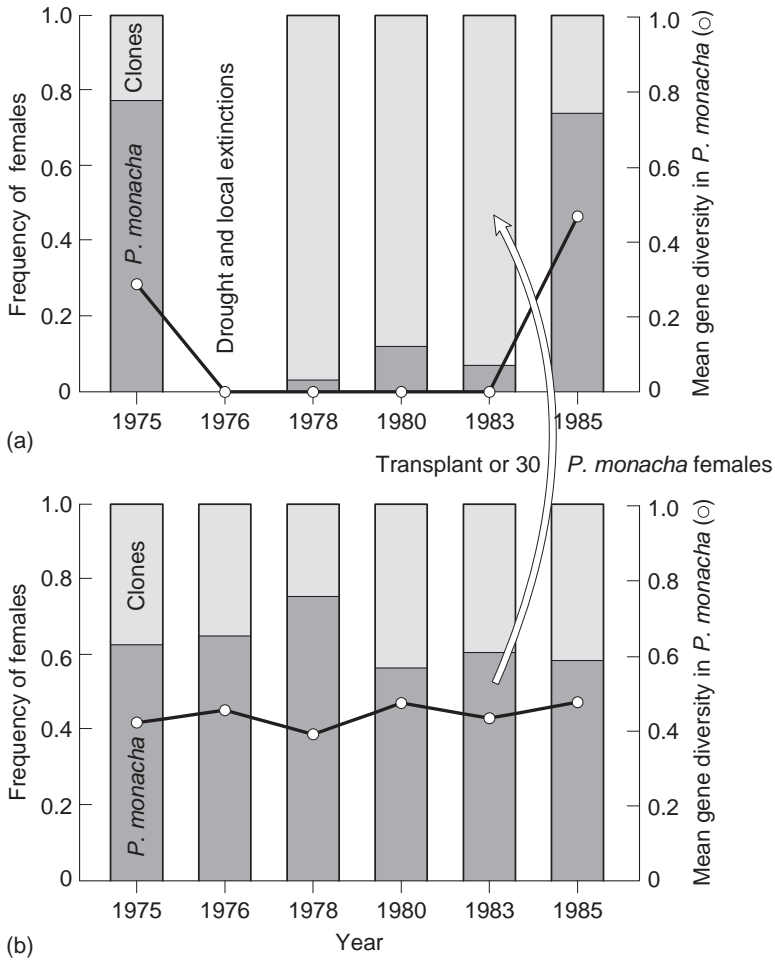 1.0
0.8
0.6
0.4
0.2
0
Frequency of females
Clones
P. monacha
Drought and local extinctions
1.0
0.8
0.6
0.4
0.2
0
Mean gene diversity in P. monacha (○)
1975 1976 1978 1980 1983 1985
(a)
Transplant or 30 P. monacha females
1.0
0.8
0.6
0.4
0.2
0
Frequency of females
Clones
P. monacha
1.0
0.8
0.6
0.4
0.2
0
Mean gene diversity in P. monacha (○)
1975 1976 1978 1980 1983 1985
(b)
Year